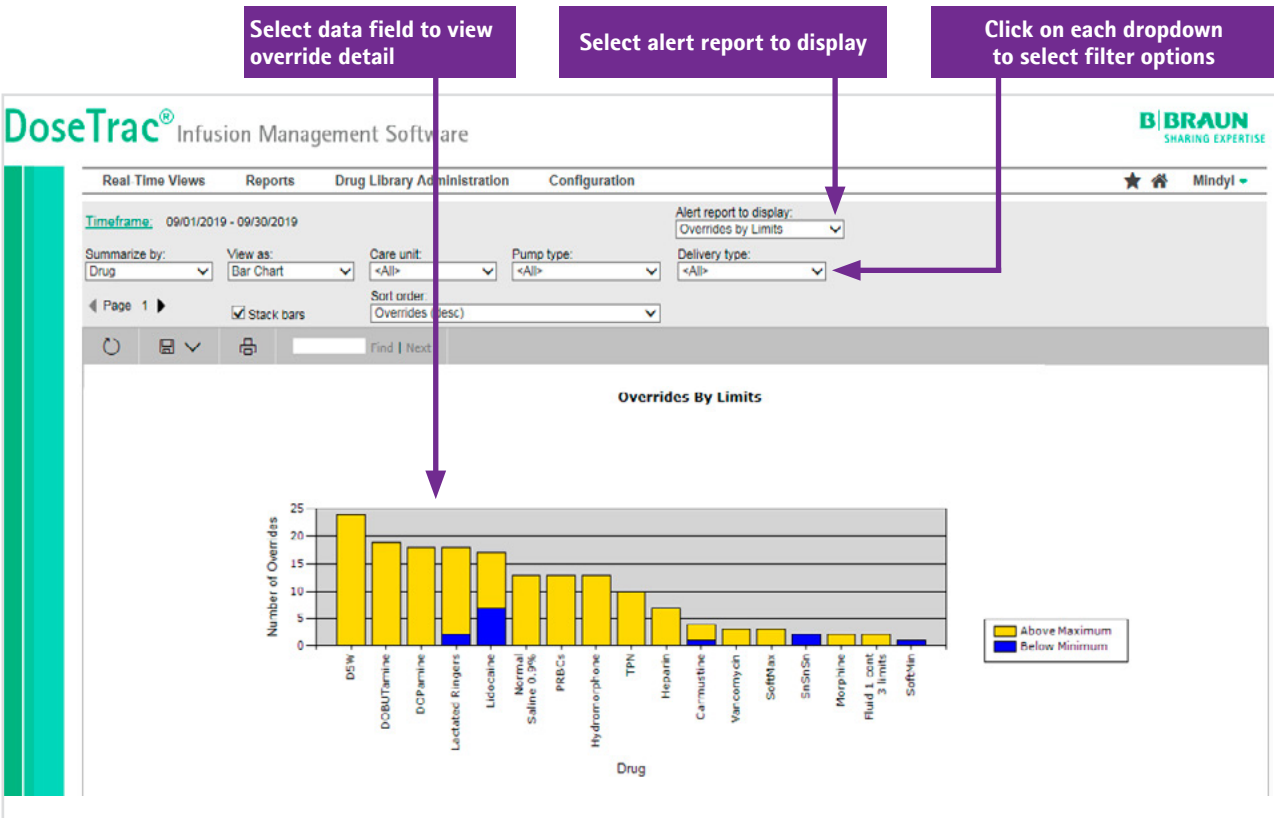 Select data field to view
override detail
Select alert report to display
Click on each dropdown
to select filter options
DoseTrac® Infusion Management Software
B|BRAUN
SHARING EXPERTISE
Real Time Views Reports Drug Library Administration Configuration Mindyl
Timeframe: 09/01/2019 - 09/30/2019
Alert report to display:
Overrides by Limits
Summarize by: View as: Care unit: Pump type: Delivery type:
Drug Bar Chart <All> <All> <All>
Page 1 Stack bars
Sort order:
Overrides (desc)
Find | Next
Overrides By Limits
Number of Overrides
25
20
15
10
5
0
D5W
DOBUTamine
DOPamine
Lactated Ringers
Lidocaine
Normal
Saline 0.9%
PRBCs
Hydromorphone
TPN
Heparin
Carmustine
Vancomycin
SoftMax
SnSnSn
Morphine
Fluid 1 cont
3 limits
SoftMin
Drug
Above Maximum
Below Minimum